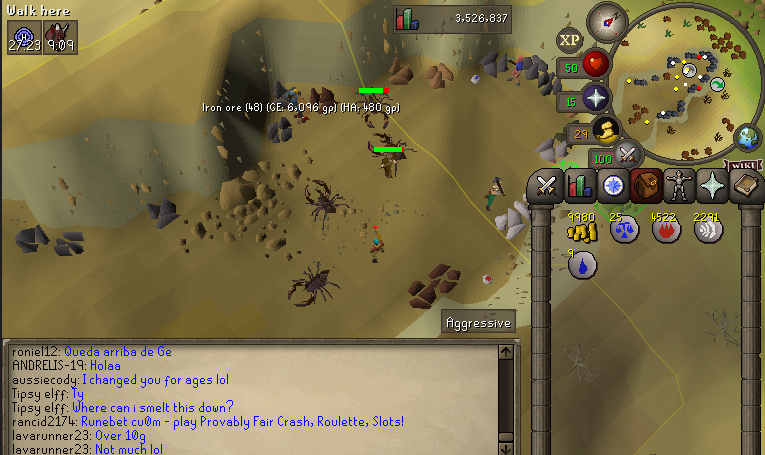 Walk here
3,526,837
27:23 9:09
XP
50
Iron ore (48) (GE: 6,096 gp) (HA: 480 gp)
15
29
100
WIKI
9980 25 4522 2291
9
Aggressive
roniel12: Queda arriba de Ge
ANDRELIS-19: Holaa
aussiecody: I changed you for ages lol
Tipsy elff: Ty
Tipsy elff: Where can i smelt this down?
rancid2174: Runebet cu0m - play Provably Fair Crash, Roulette, Slots!
lavarunner23: Over 10g
lavarunner23: Not much lol